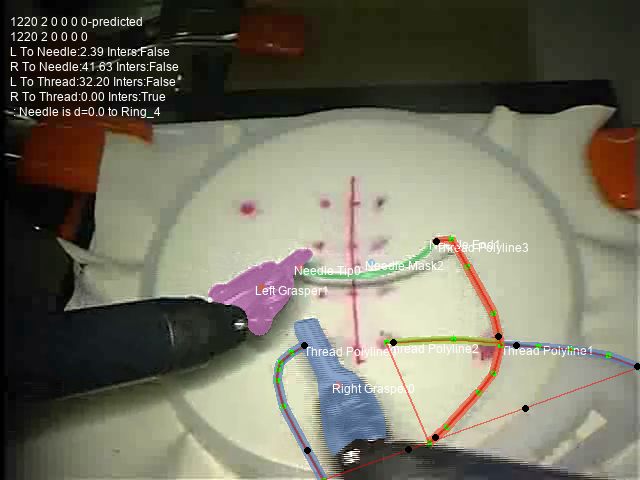 1220 2 0 0 0 0-predicted
1220 2 0 0 0 0
L To Needle:2.39 Inters:False
R To Needle:41.63 Inters:False
L To Thread:32.20 Inters:False
R To Thread:0.00 Inters:True
: Needle is d=0.0 to Ring_4
Thread Polyline3
Needle Mask2
Needle Tip0
Left Grasper1
Thread Polyline
Thread Polyline2
Thread Polyline1
Right Grasper0